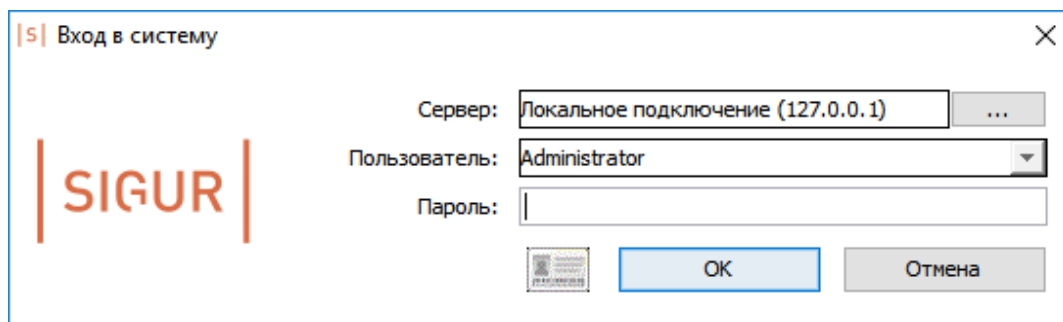 |S| Вход в систему
Сервер: Локальное подключение (127.0.0.1) ...
Пользователь: Administrator
SIGUR
Пароль:
OK Отмена